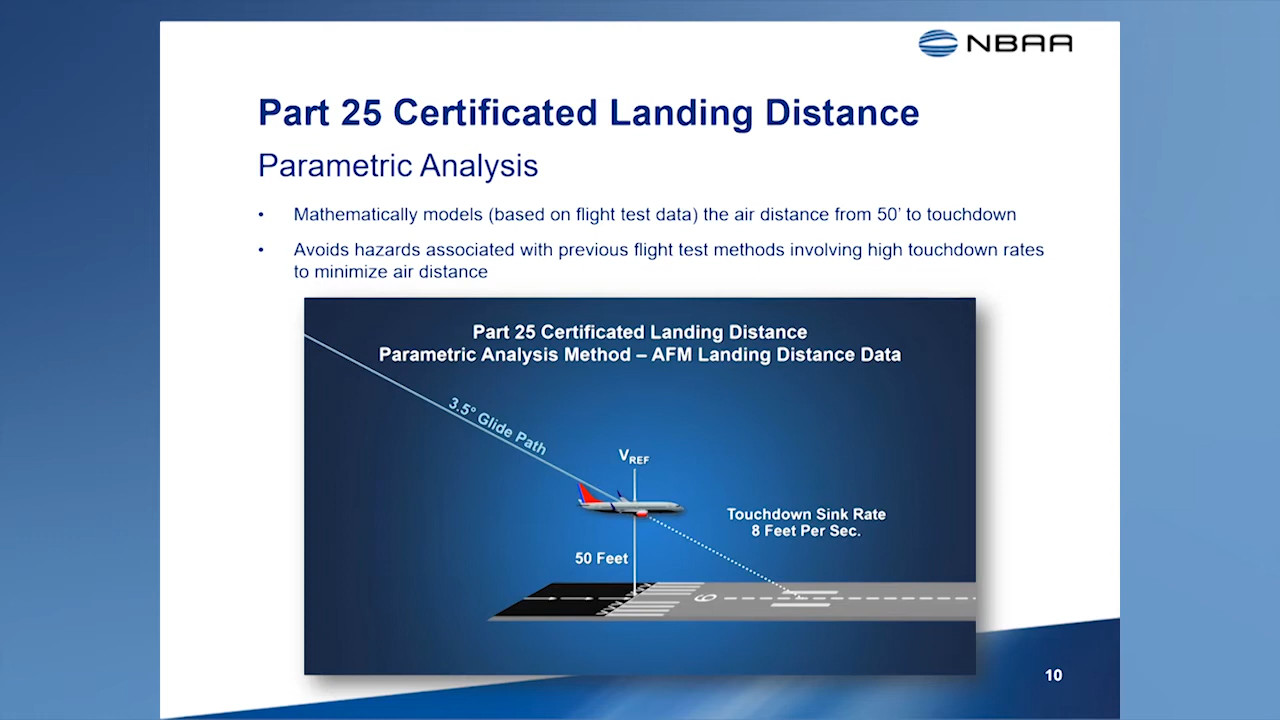 NBAA
Part 25 Certificated Landing Distance
Parametric Analysis
• Mathematically models (based on flight test data) the air distance from 50’ to touchdown
• Avoids hazards associated with previous flight test methods involving high touchdown rates
to minimize air distance
Part 25 Certificated Landing Distance
Parametric Analysis Method – AFM Landing Distance Data
3.5° Glide Path
VREF
Touchdown Sink Rate
8 Feet Per Sec.
50 Feet
9
10